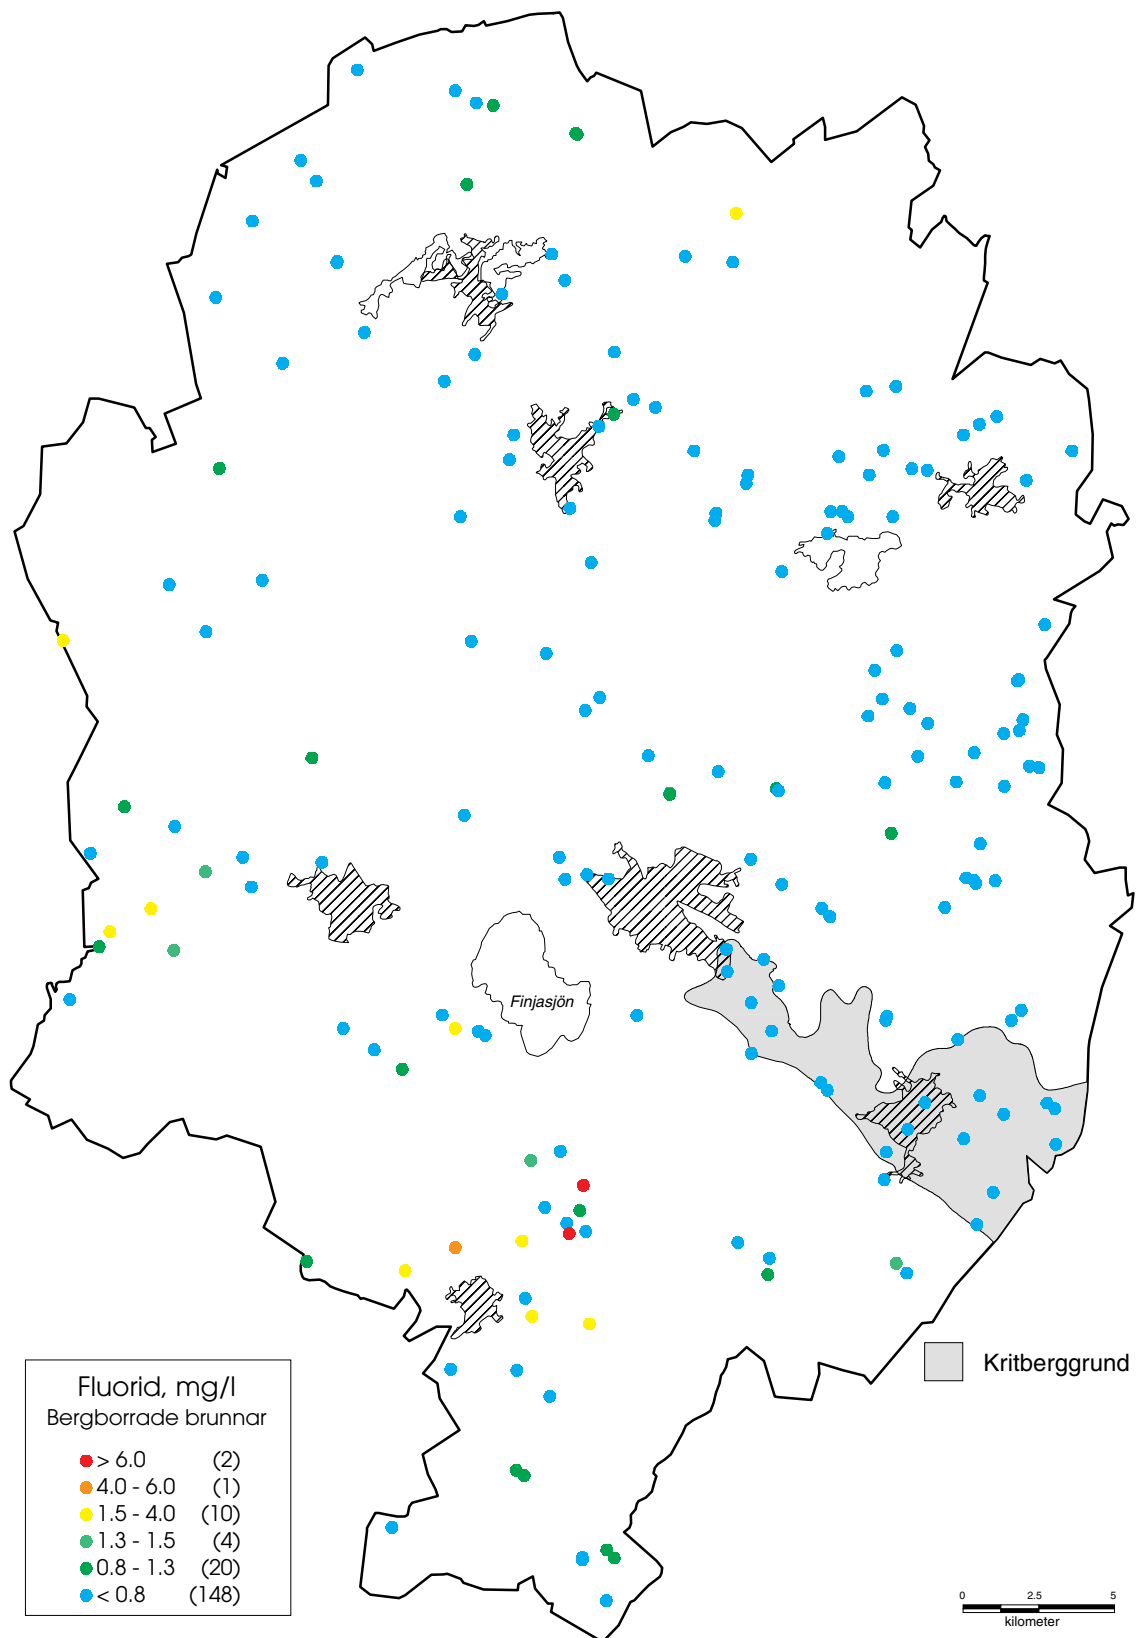 Finjasjön
Kritberggrund
Fluorid, mg/l
Bergborrade brunnar
> 6.0 (2)
4.0 - 6.0 (1)
1.5 - 4.0 (10)
1.3 - 1.5 (4)
0.8 - 1.3 (20)
< 0.8 (148)
0 2.5 5
kilometer